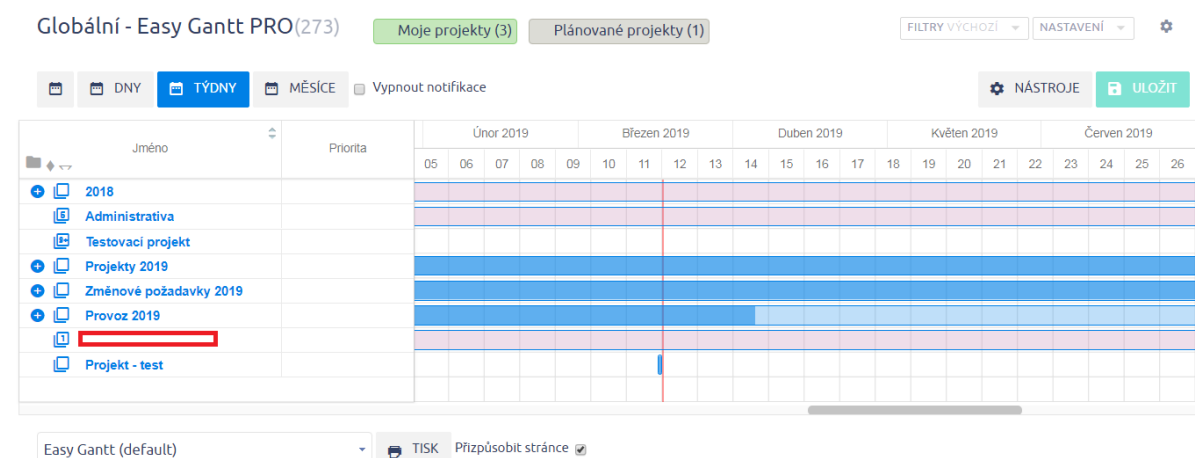 Globální - Easy Gantt PRO(273) Moje projekty (3) Plánované projekty (1) FILTRY VÝCHOZÍ NASTAVENÍ
DNY TÝDNY MĚSÍCE Vypnout notifikace NÁSTROJE ULOŽIT
Jméno Priorita Únor 2019 Březen 2019 Duben 2019 Květen 2019 Červen 2019
05 06 07 08 09 10 11 12 13 14 15 16 17 18 19 20 21 22 23 24 25 26
2018
5 Administrativa
9+ Testovací projekt
Projekty 2019
Změnové požadavky 2019
Provoz 2019
1
Projekt - test
Easy Gantt (default) TISK Přizpůsobit stránce